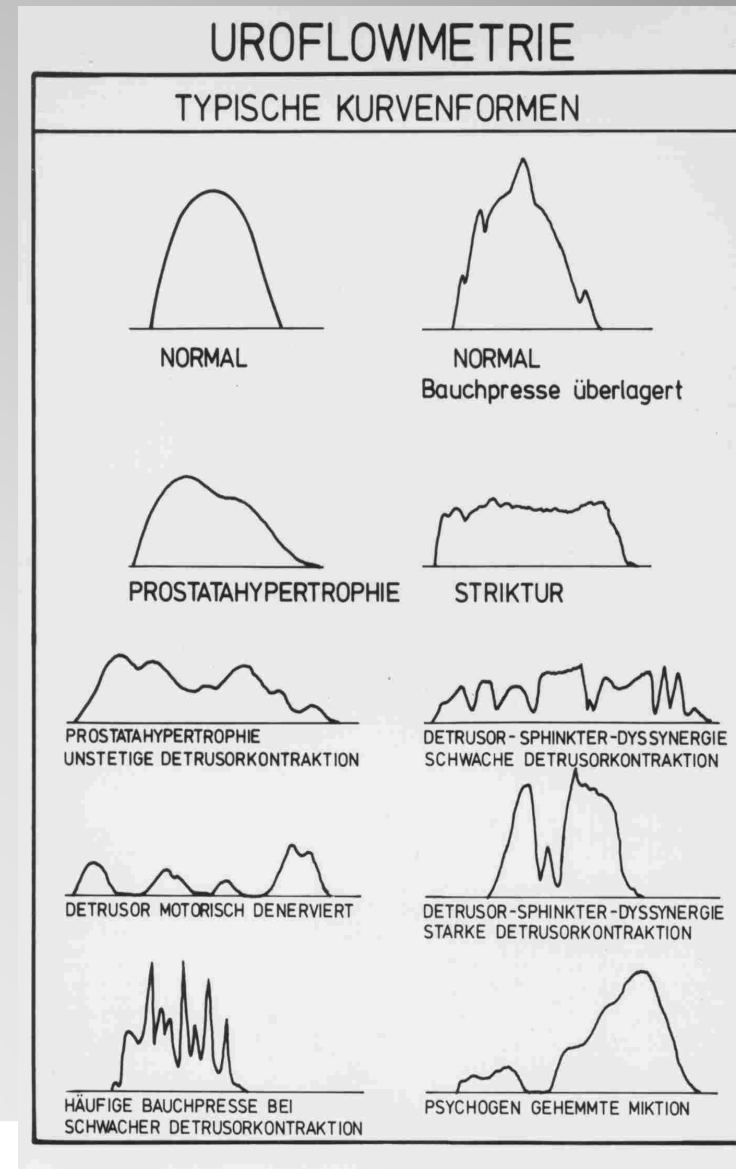 UROFLOWMETRIE
TYPISCHE KURVENFORMEN
NORMAL
NORMAL
Bauchpresse überlagert
PROSTATAHYPERTROPHIE
STRIKTUR
PROSTATAHYPERTROPHIE
UNSTETIGE DETRUSORKONTRAKTION
DETRUSOR-SPHINKTER-DYSSYNERGIE
SCHWACHE DETRUSORKONTRAKTION
DETRUSOR MOTORISCH DENERVIERT
DETRUSOR-SPHINKTER-DYSSYNERGIE
STARKE DETRUSORKONTRAKTION
HÄUFIGE BAUCHPRESSE BEI
SCHWACHER DETRUSORKONTRAKTION
PSYCHOGEN GEHEMMTE MIKTION